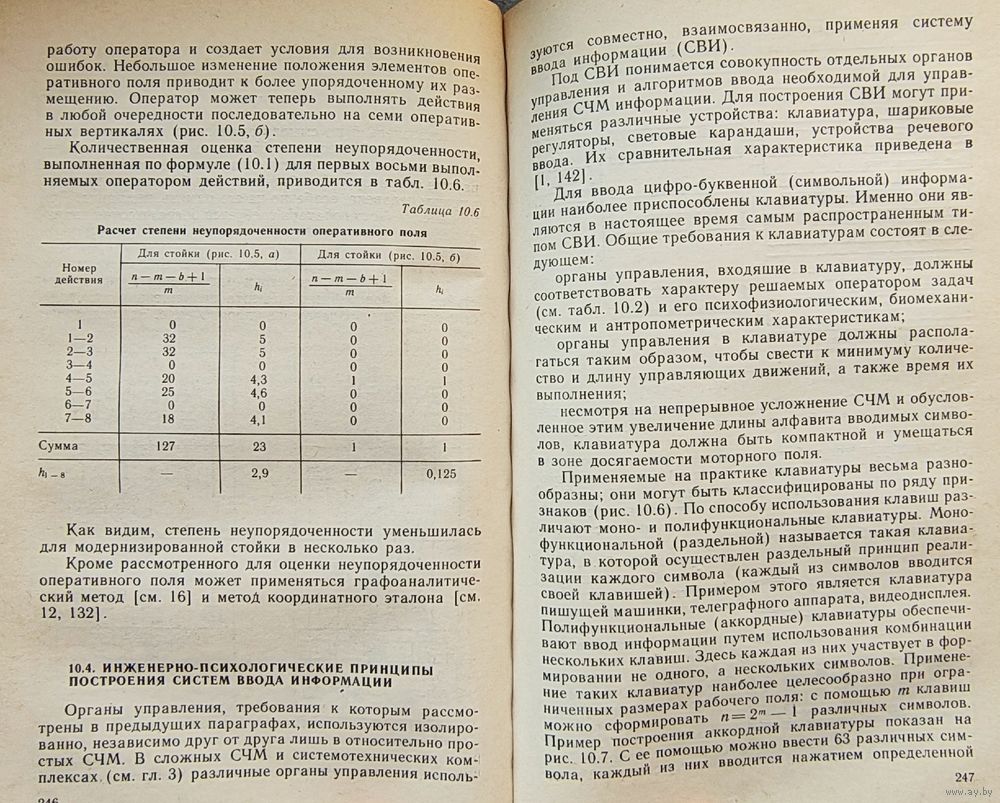 работу оператора и создает условия для возникновения
ошибок. Небольшое изменение положения элементов опе-
ративного поля приводит к более упорядоченному их раз-
мещению. Оператор может теперь выполнять действия
в любой очередности последовательно на семи оператив-
ных вертикалях (рис. 10.5, б).
Количественная оценка степени неупорядоченности,
выполненная по формуле (10.1) для первых восьми выпол-
няемых оператором действий, приводится в табл. 10.6.
Таблица 10.6
Расчет степени неупорядоченности оперативного поля
Номер действия | Для стойки (рис. 10.5, а) | Для стойки (рис. 10.5, б)
n — m — b + 1 / m | hᵢ | n — m — b + 1 / m | hᵢ
1 0 0 0 0
1—2 32 5 0 0
2—3 32 5 0 0
3—4 0 0 0 0
4—5 20 4,3 1 1
5—6 25 4,6 0 0
6—7 0 0 0 0
7—8 18 4,1 0 0
Сумма 127 23 1 1
h₁₋₈ — 2,9 — 0,125
Как видим, степень неупорядоченности уменьшилась
для модернизированной стойки в несколько раз.
Кроме рассмотренного для оценки неупорядоченности
оперативного поля может применяться графоаналитиче-
ский метод [см. 16] и метод координатного эталона [см.
12, 132].
10.4. ИНЖЕНЕРНО-ПСИХОЛОГИЧЕСКИЕ ПРИНЦИПЫ
ПОСТРОЕНИЯ СИСТЕМ ВВОДА ИНФОРМАЦИИ
Органы управления, требования к которым рассмо-
трены в предыдущих параграфах, используются изолиро-
ванно, независимо друг от друга лишь в относительно про-
стых СЧМ. В сложных СЧМ и системотехнических ком-
плексах (см. гл. 3) различные органы управления исполь-
246
зуются совместно, взаимосвязанно, применяя систему
ввода информации (СВИ).
Под СВИ понимается совокупность отдельных органов
управления и алгоритмов ввода необходимой для управ-
ления СЧМ информации. Для построения СВИ могут при-
меняться различные устройства: клавиатура, шариковые
регуляторы, световые карандаши, устройства речевого
ввода. Их сравнительная характеристика приведена в
[1, 142].
Для ввода цифро-буквенной (символьной) информа-
ции наиболее приспособлены клавиатуры. Именно они яв-
ляются в настоящее время самым распространенным ти-
пом СВИ. Общие требования к клавиатурам состоят в сле-
дующем:
органы управления, входящие в клавиатуру, должны
соответствовать характеру решаемых оператором задач
(см. табл. 10.2) и его психофизиологическим, биомехани-
ческим и антропометрическим характеристикам;
органы управления в клавиатуре должны распола-
гаться таким образом, чтобы свести к минимуму количе-
ство и длину управляющих движений, а также время их
выполнения;
несмотря на непрерывное усложнение СЧМ и обуслов-
ленное этим увеличение длины алфавита вводимых симво-
лов, клавиатура должна быть компактной и умещаться
в зоне досягаемости моторного поля.
Применяемые на практике клавиатуры весьма разно-
образны; они могут быть классифицированы по ряду при-
знаков (рис. 10.6). По способу использования клавиш раз-
личают моно- и полифункциональные клавиатуры. Моно-
функциональной (раздельной) называется такая клавиа-
тура, в которой осуществлен раздельный принцип реали-
зации каждого символа (каждый из символов вводится
своей клавишей). Примером этого является клавиатура
пишущей машинки, телеграфного аппарата, видеодисплея.
Полифункциональные (аккордные) клавиатуры обеспечи-
вают ввод информации путем использования комбинации
нескольких клавиш. Здесь каждая из них участвует в фор-
мировании не одного, а нескольких символов. Примене-
ние таких клавиатур наиболее целесообразно при огра-
ниченных размерах рабочего поля: с помощью m клавиш
можно сформировать n=2ᵐ — 1 различных символов.
Пример построения аккордной клавиатуры показан на
рис. 10.7. С ее помощью можно ввести 63 различных сим-
вола, каждый из них вводится нажатием определенной
247
www.ay.by